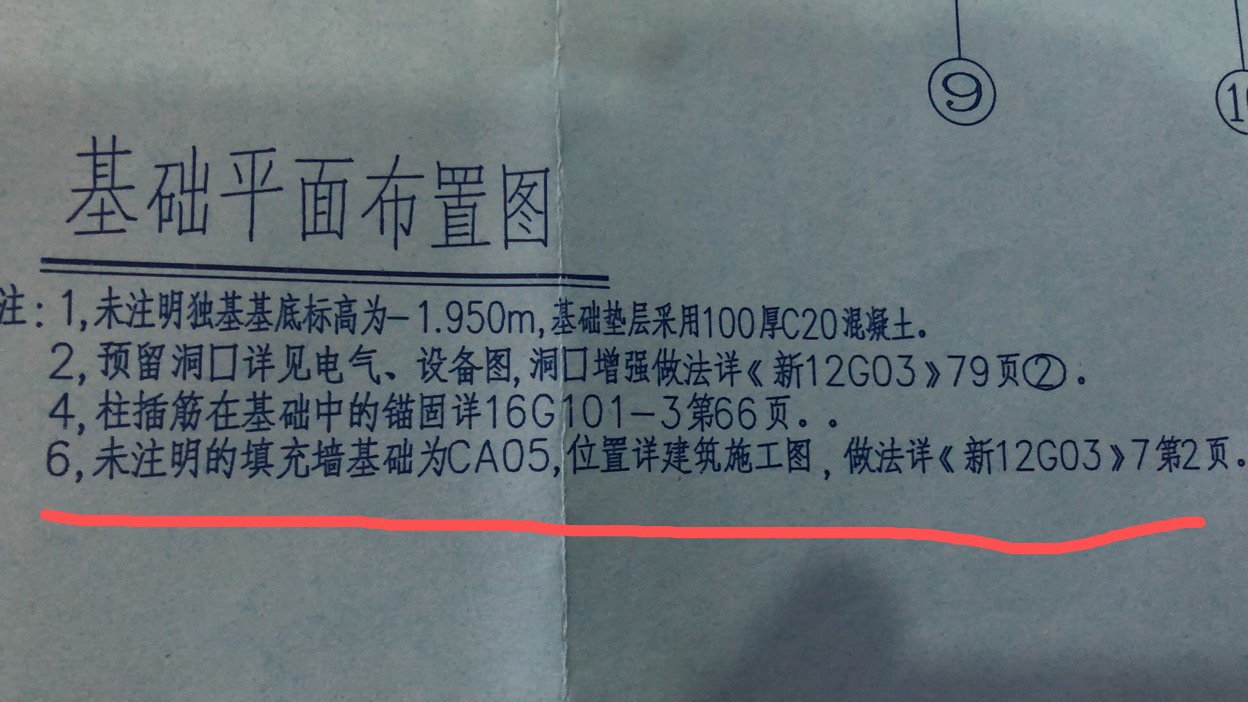 9
10
基础平面布置图
注：1,未注明独基基底标高为-1.950m,基础垫层采用100厚C20混凝土。
2,预留洞口详见电气、设备图,洞口增强做法详《新12G03》79页②。
4,柱插筋在基础中的锚固详16G101-3第66页。。
6,未注明的填充墙基础为CA05,位置详建筑施工图,做法详《新12G03》7第2页。